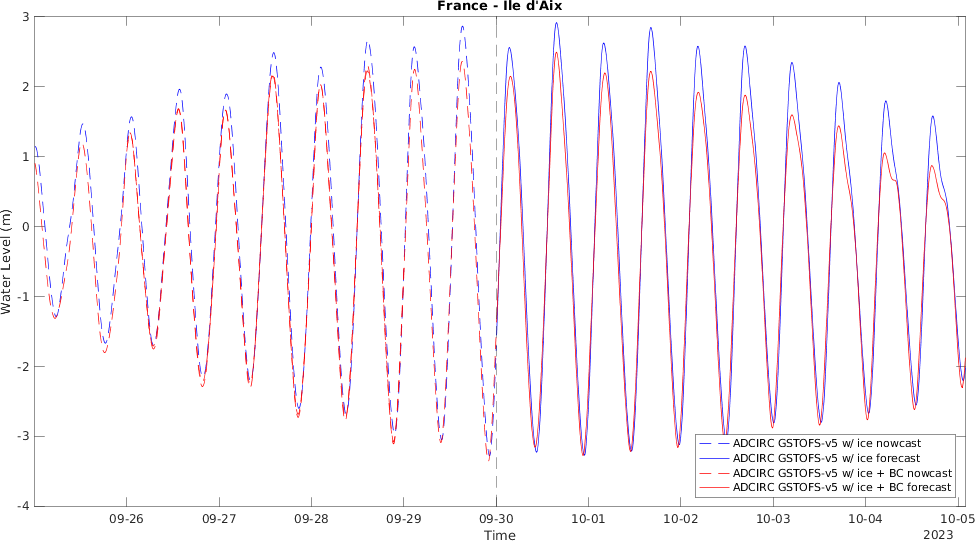 France - Ile d'Aix
3
2
1
0
-1
-2
-3
-4
Water Level (m)
09-26
09-27
09-28
09-29
09-30
10-01
10-02
10-03
10-04
10-05
Time
2023
ADCIRC GSTOFS-v5 w/ ice nowcast
ADCIRC GSTOFS-v5 w/ ice forecast
ADCIRC GSTOFS-v5 w/ ice + BC nowcast
ADCIRC GSTOFS-v5 w/ ice + BC forecast